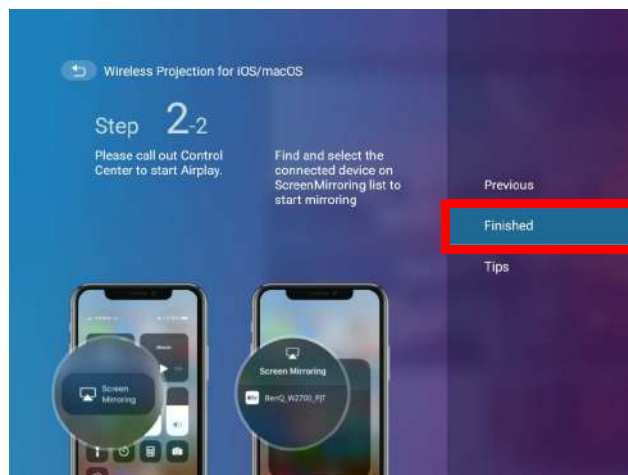 Wireless Projection for iOS/macOS
Step 2-2
Please call out Control
Center to start Airplay.
Find and select the
connected device on
ScreenMirroring list to
start mirroring
Previous
Finished
Tips
Screen
Mirroring
Screen Mirroring
BenQ_W2700_PJT